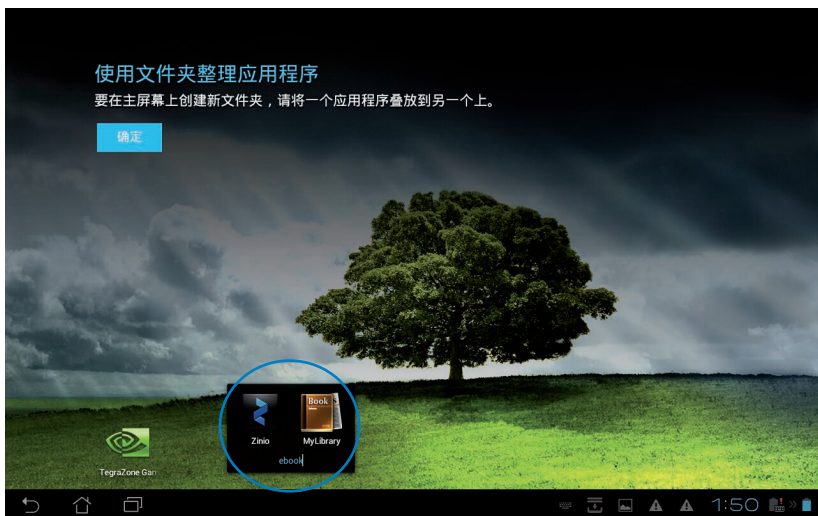 使用文件夹整理应用程序
要在主屏幕上创建新文件夹，请将一个应用程序叠放到另一个上。
确定
Book
Zinio
MyLibrary
ebook
TegraZone Gan
1:50